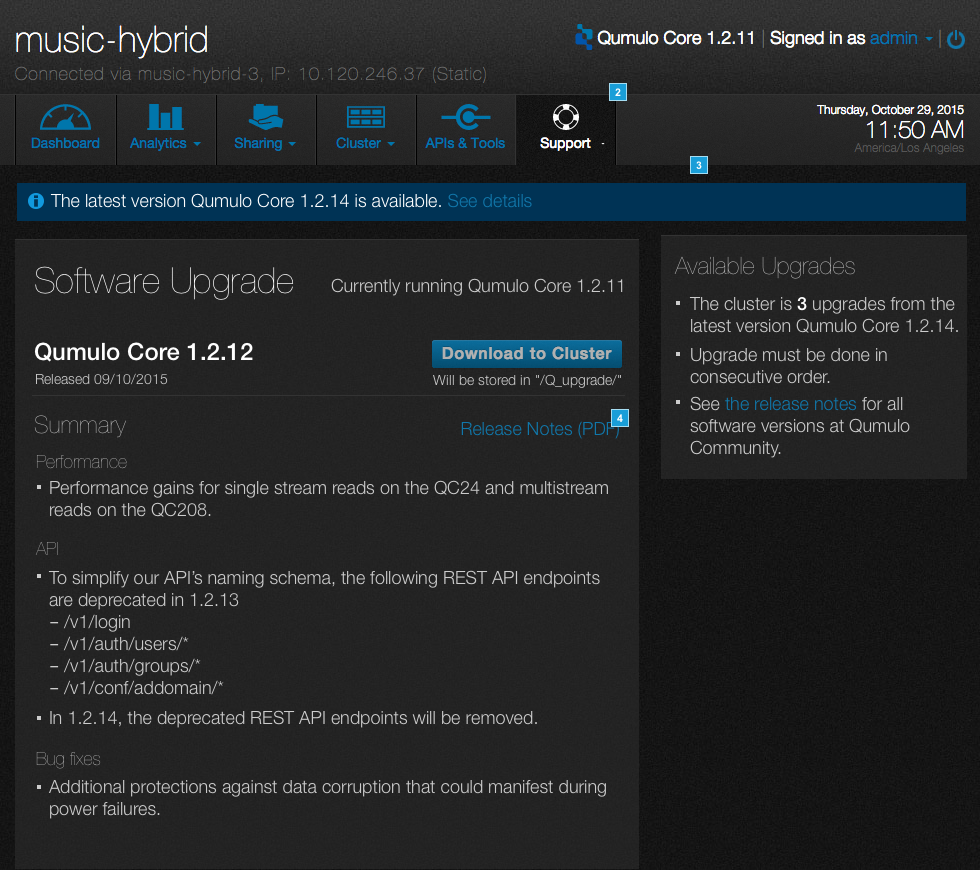 music-hybrid
Qumulo Core 1.2.11 | Signed in as admin
Connected via music-hybrid-3, IP: 10.120.246.37 (Static)
2
Dashboard
Analytics
Sharing
Cluster
APIs & Tools
Support
Thursday, October 29, 2015
11:50 AM
America/Los Angeles
3
The latest version Qumulo Core 1.2.14 is available. See details
Software Upgrade
Currently running Qumulo Core 1.2.11
Qumulo Core 1.2.12
Download to Cluster
Released 09/10/2015
Will be stored in "/Q_upgrade/"
Summary
4
Release Notes (PDF)
Performance
▪ Performance gains for single stream reads on the QC24 and multistream
reads on the QC208.
API
▪ To simplify our API’s naming schema, the following REST API endpoints
are deprecated in 1.2.13
– /v1/login
– /v1/auth/users/*
– /v1/auth/groups/*
– /v1/conf/addomain/*
▪ In 1.2.14, the deprecated REST API endpoints will be removed.
Bug fixes
▪ Additional protections against data corruption that could manifest during
power failures.
Available Upgrades
▪ The cluster is 3 upgrades from the
latest version Qumulo Core 1.2.14.
▪ Upgrade must be done in
consecutive order.
▪ See the release notes for all
software versions at Qumulo
Community.